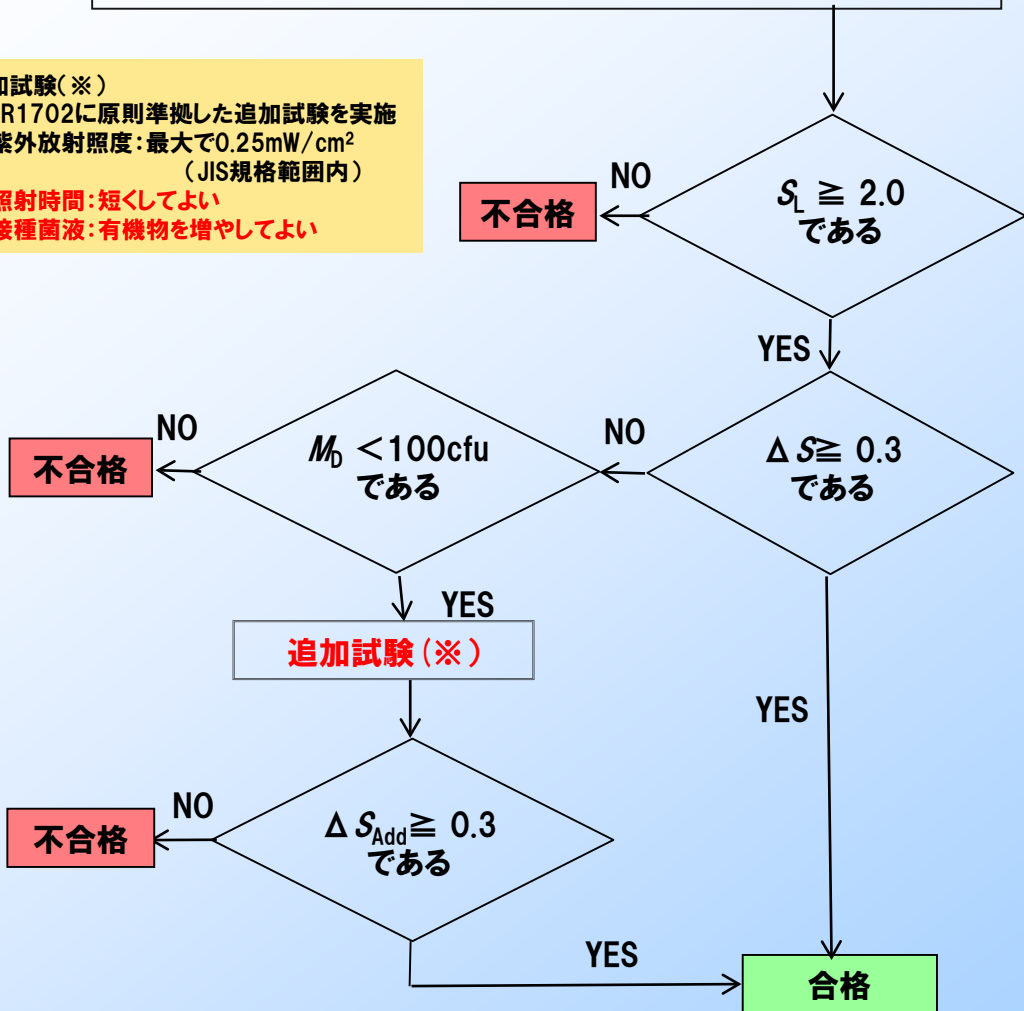 加試験(※)
R1702に原則準拠した追加試験を実施
紫外放射照度:最大で0.25mW/cm²
(JIS規格範囲内)
照射時間:短くしてよい
接種菌液:有機物を増やしてよい
NO
不合格
S_L ≧ 2.0
である
YES
NO
不合格
M_D <100cfu
である
NO
ΔS≧ 0.3
である
YES
追加試験(※)
YES
NO
不合格
ΔS_Add≧ 0.3
である
YES
合格